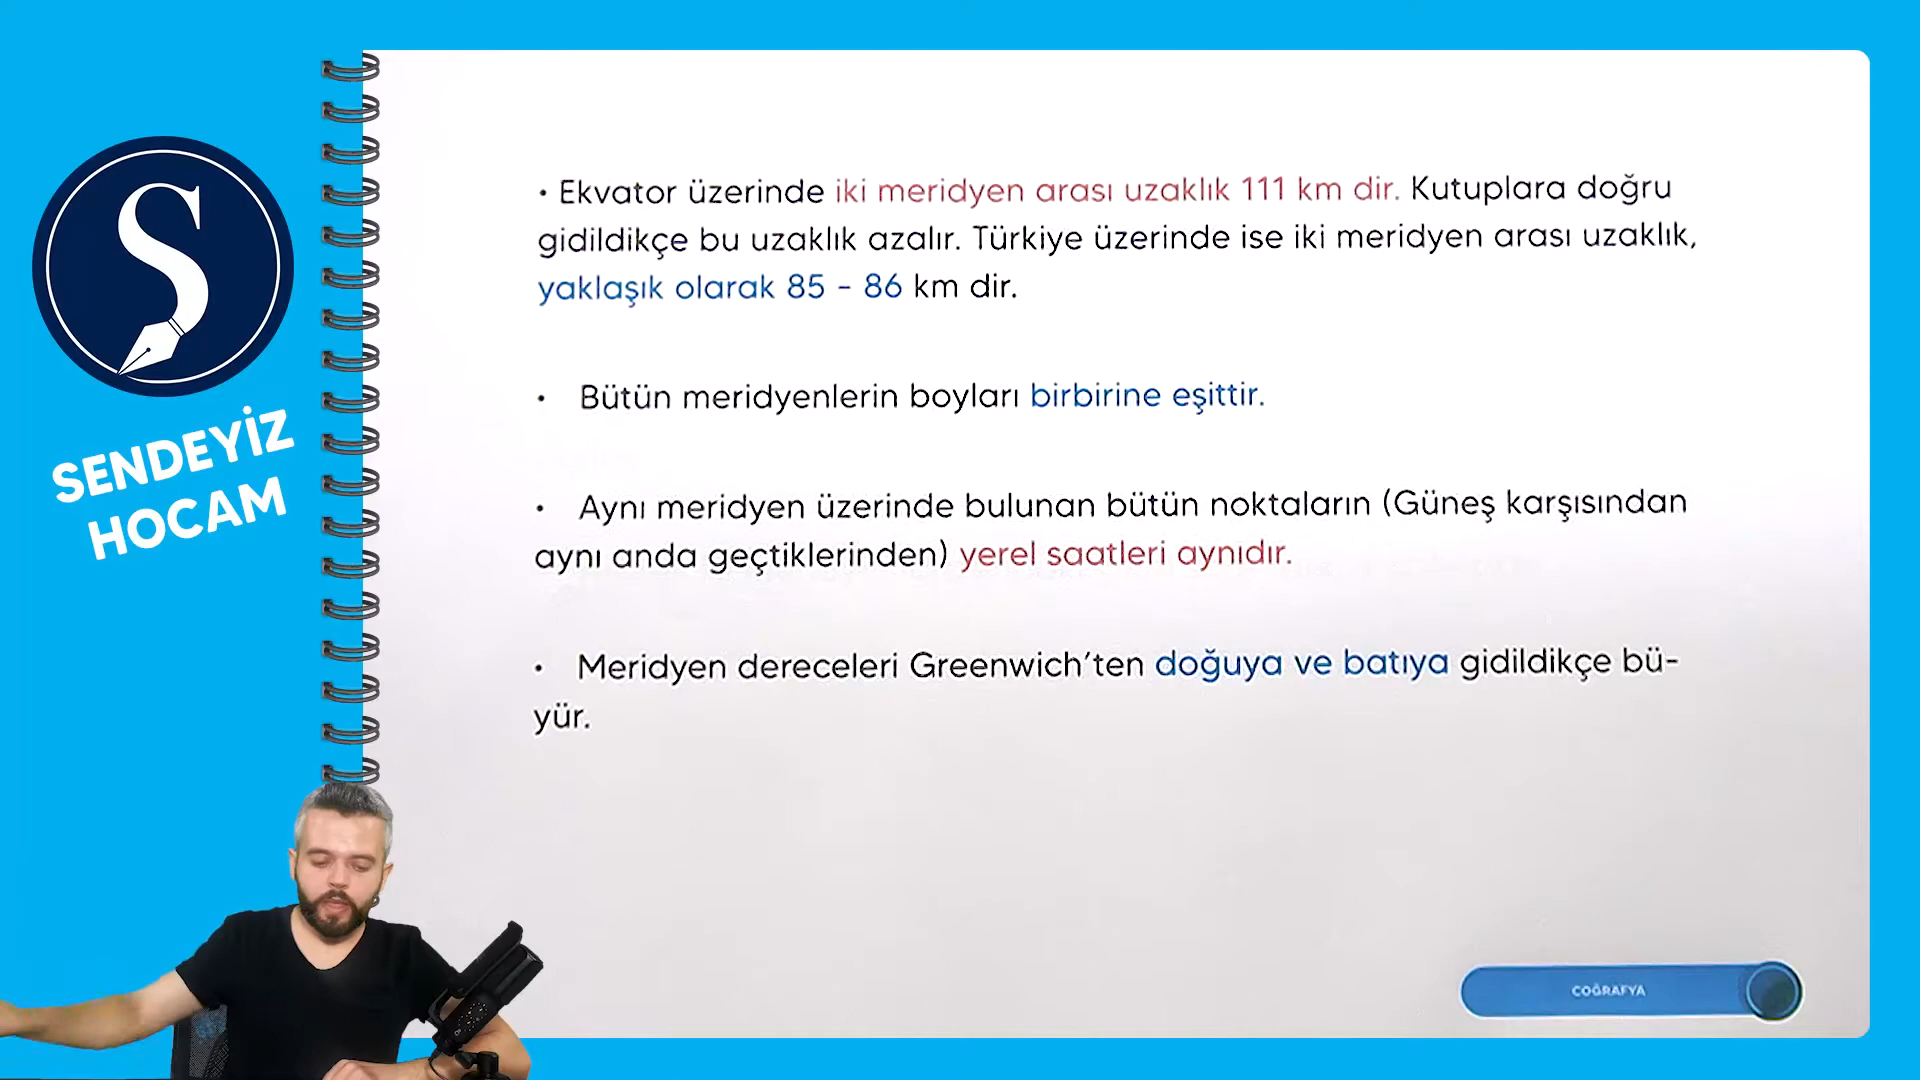 SENDEYİZ
HOCAM
• Ekvator üzerinde iki meridyen arası uzaklık 111 km dir. Kutuplara doğru
gidildikçe bu uzaklık azalır. Türkiye üzerinde ise iki meridyen arası uzaklık,
yaklaşık olarak 85 - 86 km dir.
• Bütün meridyenlerin boyları birbirine eşittir.
• Aynı meridyen üzerinde bulunan bütün noktaların (Güneş karşısından
aynı anda geçtiklerinden) yerel saatleri aynıdır.
• Meridyen dereceleri Greenwich’ten doğuya ve batıya gidildikçe bü-
yür.
COĞRAFYA